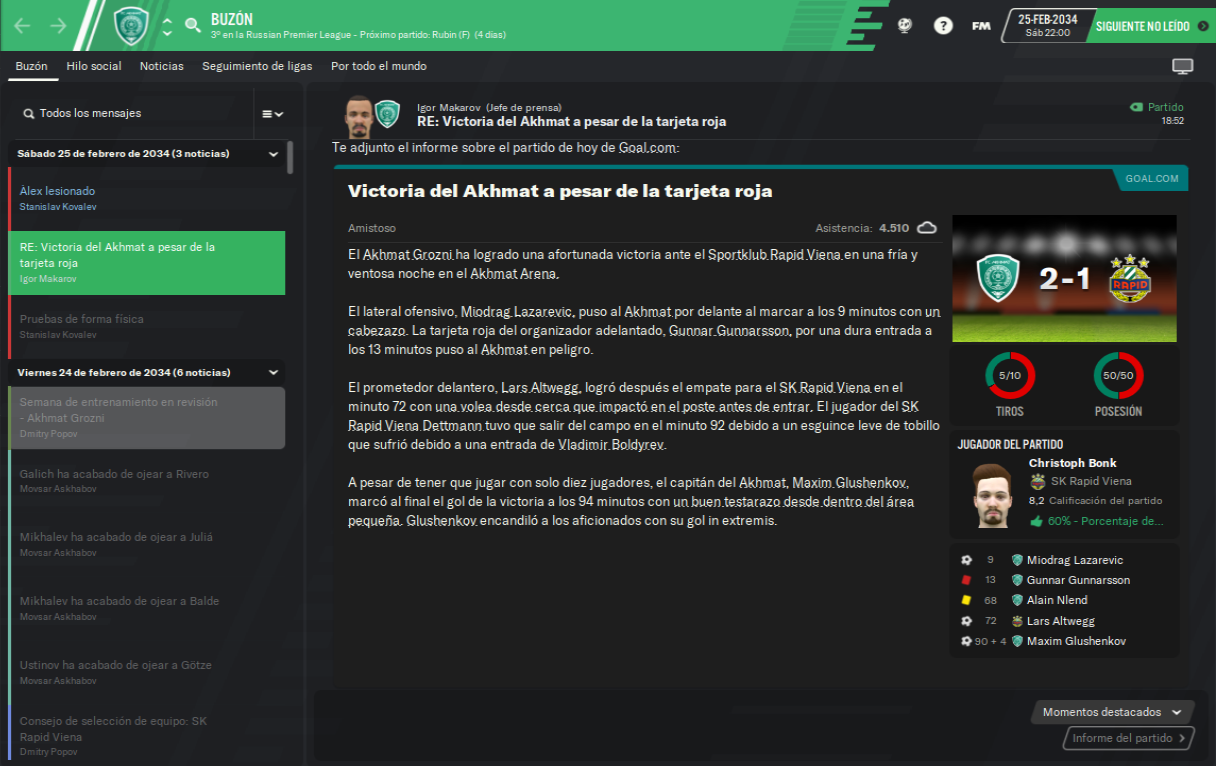 BUZÓN
3º en la Russian Premier League - Próximo partido: Rubin (F) (4 días)
?
FM
25-FEB-2034
Sáb 22:00
SIGUIENTE NO LEÍDO
Buzón Hilo social Noticias Seguimiento de ligas Por todo el mundo
Todos los mensajes
Sábado 25 de febrero de 2034 (3 noticias)
Àlex lesionado
Stanislav Kovalev
RE: Victoria del Akhmat a pesar de la
tarjeta roja
Igor Makarov
Pruebas de forma física
Stanislav Kovalev
Viernes 24 de febrero de 2034 (6 noticias)
Semana de entrenamiento en revisión
- Akhmat Grozni
Dmitry Popov
Galich ha acabado de ojear a Rivero
Movsar Askhabov
Mikhalev ha acabado de ojear a Juliá
Movsar Askhabov
Mikhalev ha acabado de ojear a Balde
Movsar Askhabov
Ustinov ha acabado de ojear a Götze
Movsar Askhabov
Consejo de selección de equipo: SK
Rapid Viena
Dmitry Popov
Igor Makarov (Jefe de prensa)
RE: Victoria del Akhmat a pesar de la tarjeta roja
Partido
18:52
Te adjunto el informe sobre el partido de hoy de Goal.com:
GOAL.COM
Victoria del Akhmat a pesar de la tarjeta roja
Amistoso
Asistencia: 4.510
El Akhmat Grozni ha logrado una afortunada victoria ante el Sportklub Rapid Viena en una fría y
ventosa noche en el Akhmat Arena.
El lateral ofensivo, Miodrag Lazarevic, puso al Akhmat por delante al marcar a los 9 minutos con un
cabezazo. La tarjeta roja del organizador adelantado, Gunnar Gunnarsson, por una dura entrada a
los 13 minutos puso al Akhmat en peligro.
El prometedor delantero, Lars Altwegg, logró después el empate para el SK Rapid Viena en el
minuto 72 con una volea desde cerca que impactó en el poste antes de entrar. El jugador del SK
Rapid Viena Dettmann tuvo que salir del campo en el minuto 92 debido a un esguince leve de tobillo
que sufrió debido a una entrada de Vladimir Boldyrev.
A pesar de tener que jugar con solo diez jugadores, el capitán del Akhmat, Maxim Glushenkov,
marcó al final el gol de la victoria a los 94 minutos con un buen testarazo desde dentro del área
pequeña. Glushenkov encandiló a los aficionados con su gol in extremis.
2-1
RAPID
5/10
50/50
TIROS
POSESIÓN
JUGADOR DEL PARTIDO
Christoph Bonk
SK Rapid Viena
8,2 Calificación del partido
60% - Porcentaje de...
9 Miodrag Lazarevic
13 Gunnar Gunnarsson
68 Alain Nlend
72 Lars Altwegg
90 + 4 Maxim Glushenkov
Momentos destacados
Informe del partido